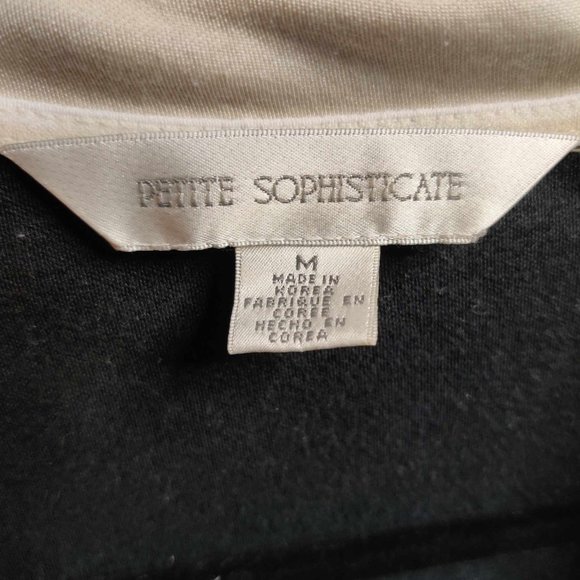 PETITE SOPHISTICATE
M
MADE IN
KOREA
FABRIQUE EN
COREE
HECHO EN
COREA